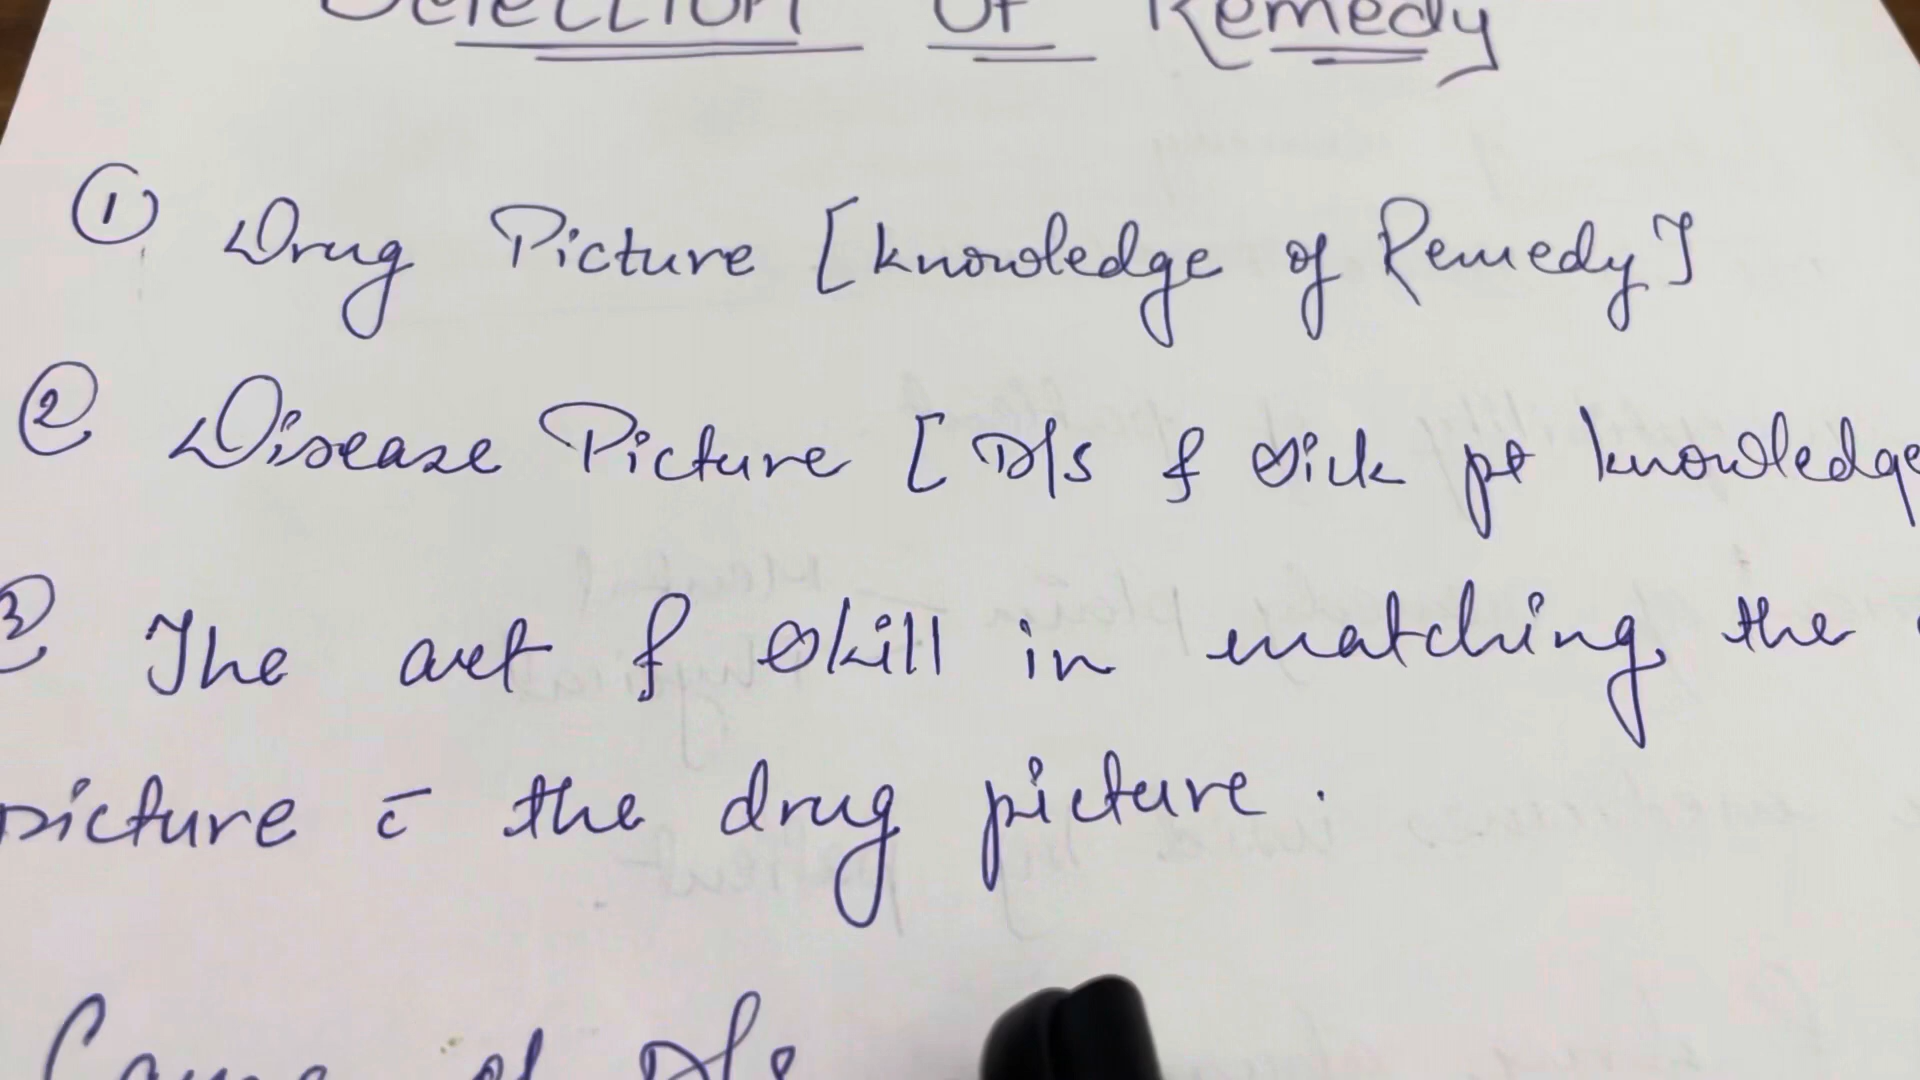 Selection of Remedy
① Drug Picture [knowledge of Remedy]
② Disease Picture [D/s & sick pt knowledge
③ The art & skill in matching the
picture c̄ the drug picture.
Cause of D/s